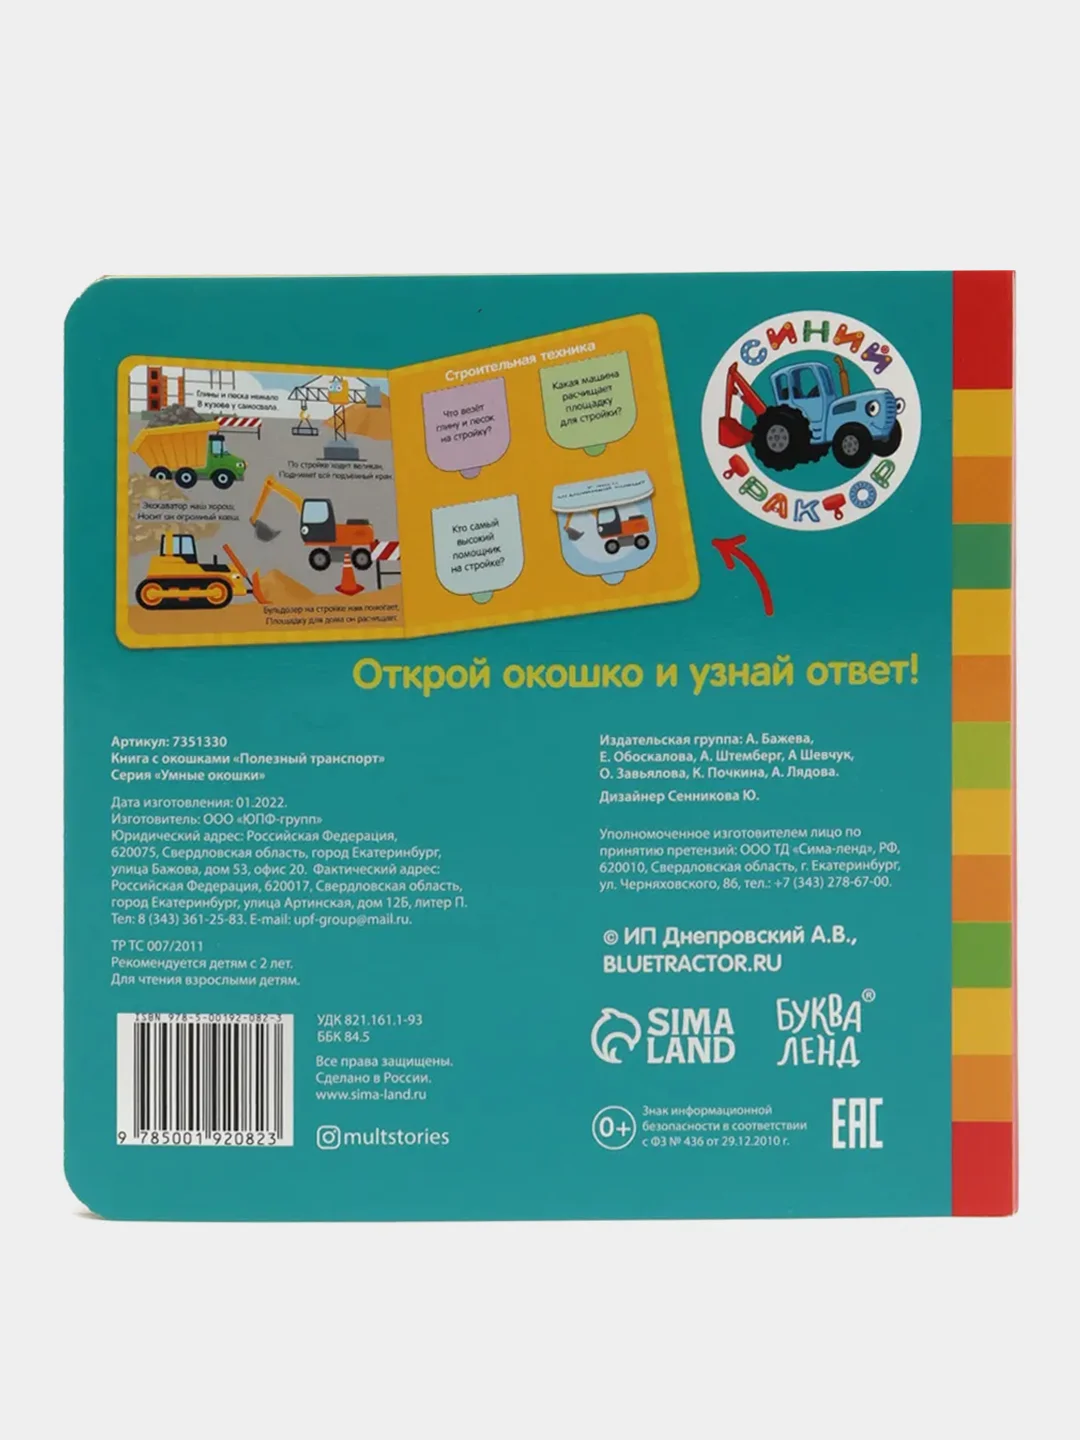 Глины и песка немало
В кузова у самосвала.
По стройке ходит великан,
Поднимет всё подъёмный кран.
Экскаватор наш хорош,
Носит он огромный ковш.
Бульдозер на стройке нам помогает,
Площадку для дома он расчищает.
Строительная техника
Что везёт
глину и песок
на стройку?
Какая машина
расчищает
площадку
для стройки?
Кто самый
высокий
помощник
на стройке?
СИНИЙ
ТРАКТОР
Открой окошко и узнай ответ!
Артикул: 7351330
Книга с окошками «Полезный транспорт»
Серия «Умные окошки»
Дата изготовления: 01.2022.
Изготовитель: ООО «ЮПФ-групп»
Юридический адрес: Российская Федерация,
620075, Свердловская область, город Екатеринбург,
улица Бажова, дом 53, офис 20. Фактический адрес:
Российская Федерация, 620017, Свердловская область,
город Екатеринбург, улица Артинская, дом 12Б, литер П.
Тел: 8 (343) 361-25-83. E-mail: upf-group@mail.ru.
ТР ТС 007/2011
Рекомендуется детям с 2 лет.
Для чтения взрослыми детям.
ISBN 978-5-00192-082-3
9 785001 920823
УДК 821.161.1-93
ББК 84.5
Все права защищены.
Сделано в России.
www.sima-land.ru
multstories
Издательская группа: А. Бажева,
Е. Обоскалова, А. Штемберг, А Шевчук,
О. Завьялова, К. Почкина, А. Лядова.
Дизайнер Сенникова Ю.
Уполномоченное изготовителем лицо по
принятию претензий: ООО ТД «Сима-ленд», РФ,
620010, Свердловская область, г. Екатеринбург,
ул. Черняховского, 86, тел.: +7 (343) 278-67-00.
© ИП Днепровский А.В.,
BLUETRACTOR.RU
SIMA
LAND
БУКВА®
ЛЕНД
0+
Знак информационной
безопасности в соответствии
с ФЗ № 436 от 29.12.2010 г.
EAC